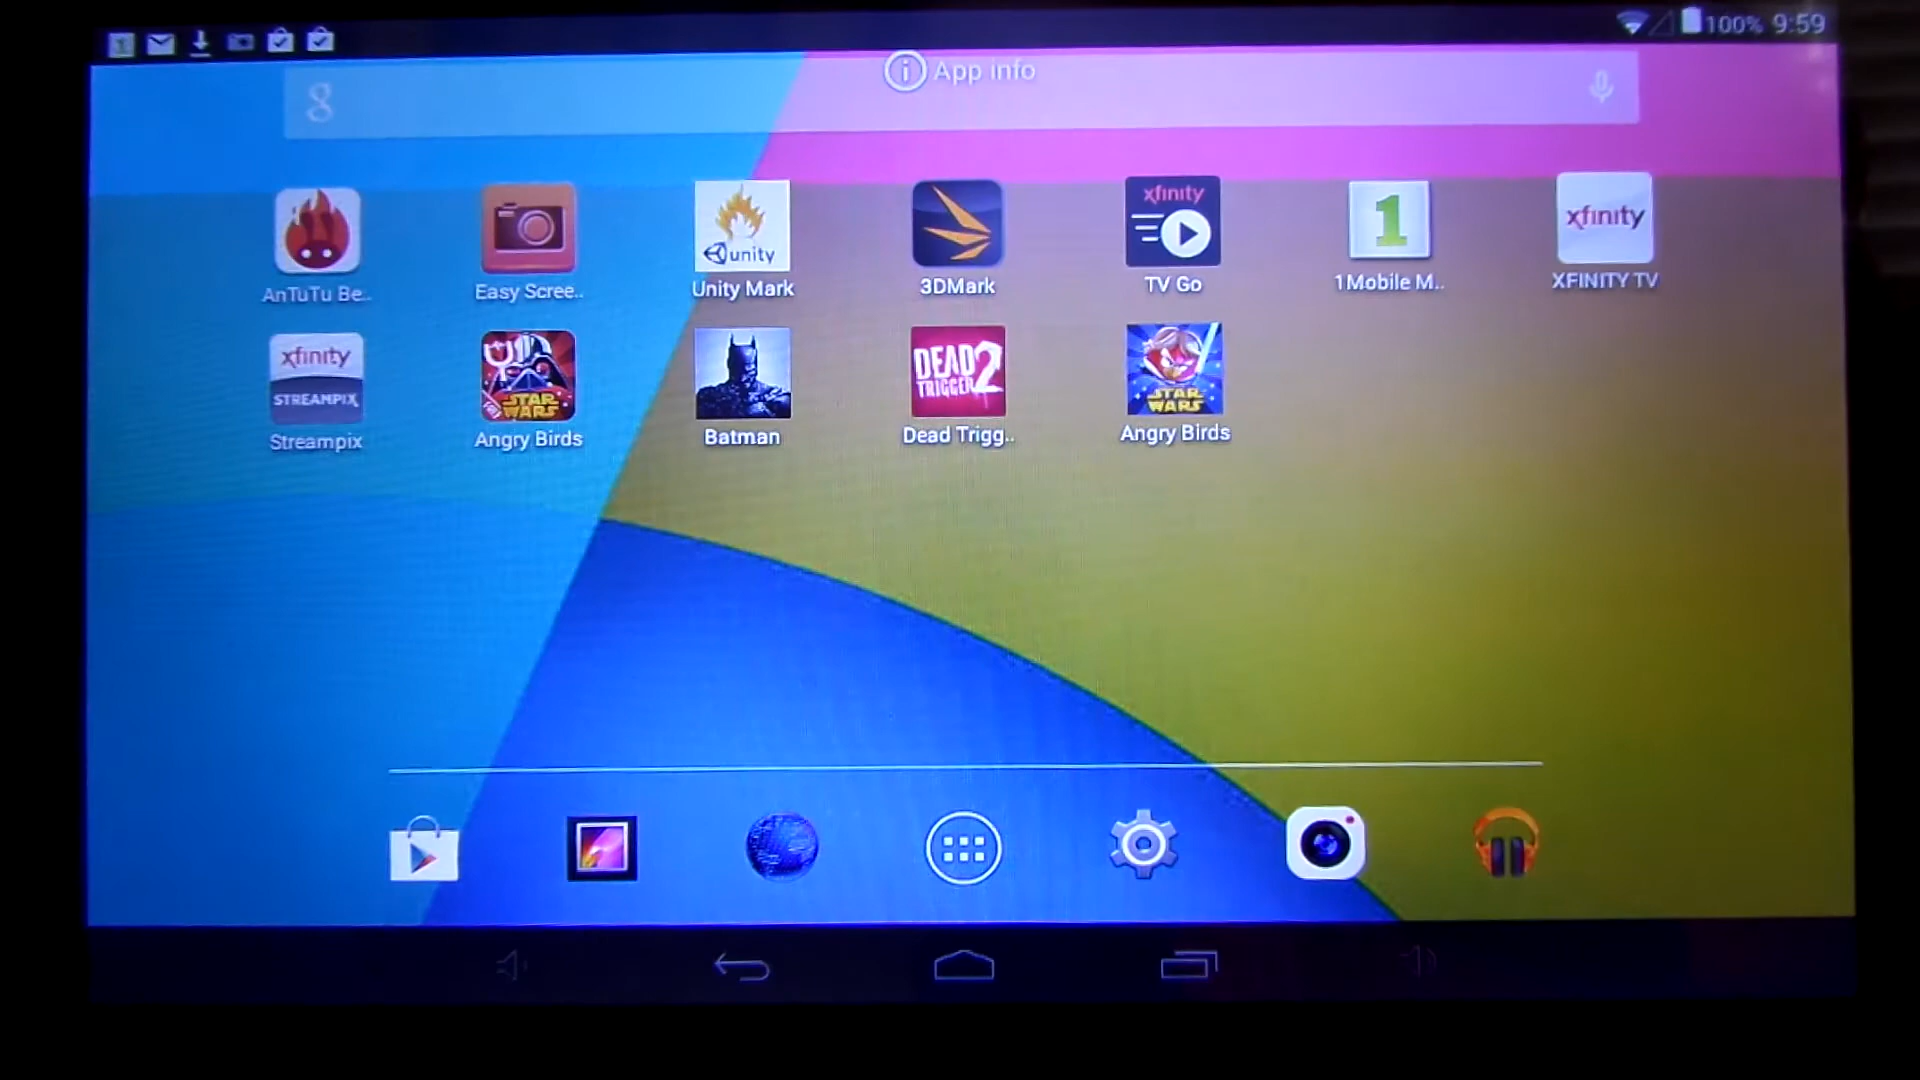 1
100% 9:59
8
App info
unity
xfinity
1
xfinity
AnTuTu Be..
Easy Scree..
Unity Mark
3DMark
TV Go
1Mobile M..
XFINITY TV
xfinity
STREAMPIX
STAR WARS
DEAD TRIGGER 2
STAR WARS
Streampix
Angry Birds
Batman
Dead Trigg..
Angry Birds